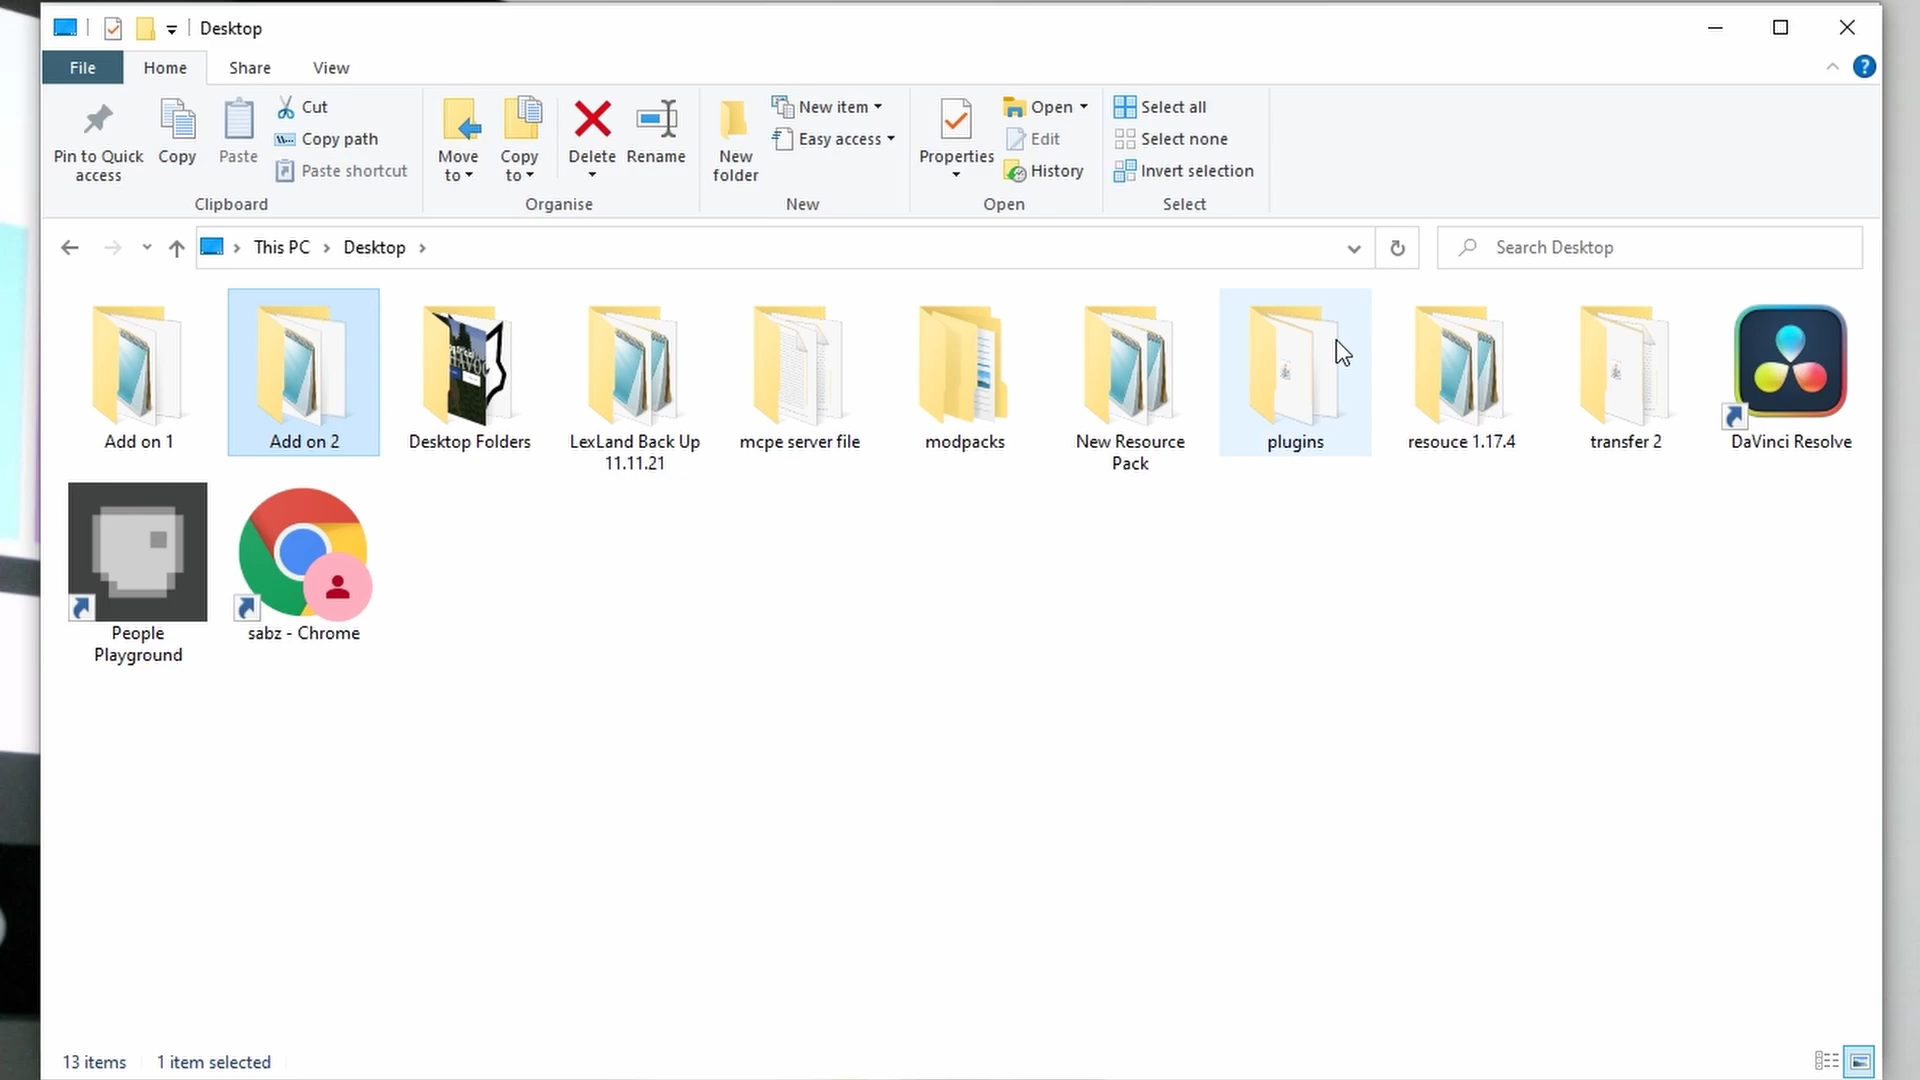 Desktop
File
Home
Share
View
Pin to Quick
access
Copy
Paste
Cut
Copy path
Paste shortcut
Clipboard
Move
to
Copy
to
Delete
Rename
Organise
New
folder
New item
Easy access
New
Properties
Open
Edit
History
Open
Select all
Select none
Invert selection
Select
This PC
Desktop
Search Desktop
Add on 1
Add on 2
Desktop Folders
LexLand Back Up
11.11.21
mcpe server file
modpacks
New Resource
Pack
plugins
resouce 1.17.4
transfer 2
DaVinci Resolve
People
Playground
sabz - Chrome
13 items
1 item selected